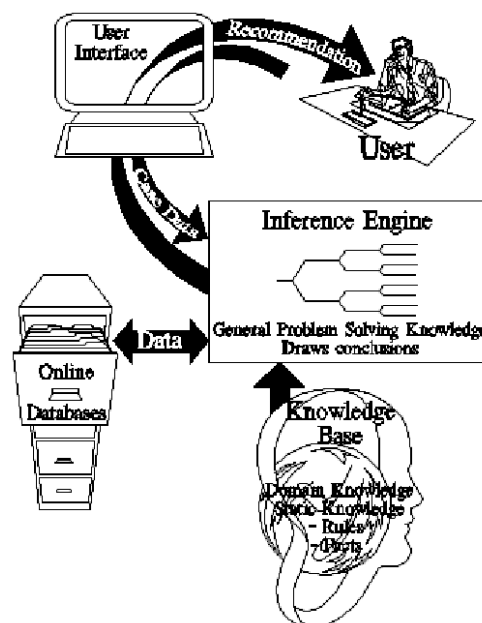 User
Interface
Recommendation
User
Case Data
Inference Engine
General Problem Solving Knowledge
Draws conclusions
Data
Online
Databases
Knowledge
Base
Domain Knowledge
Static Knowledge
- Rules
- Facts